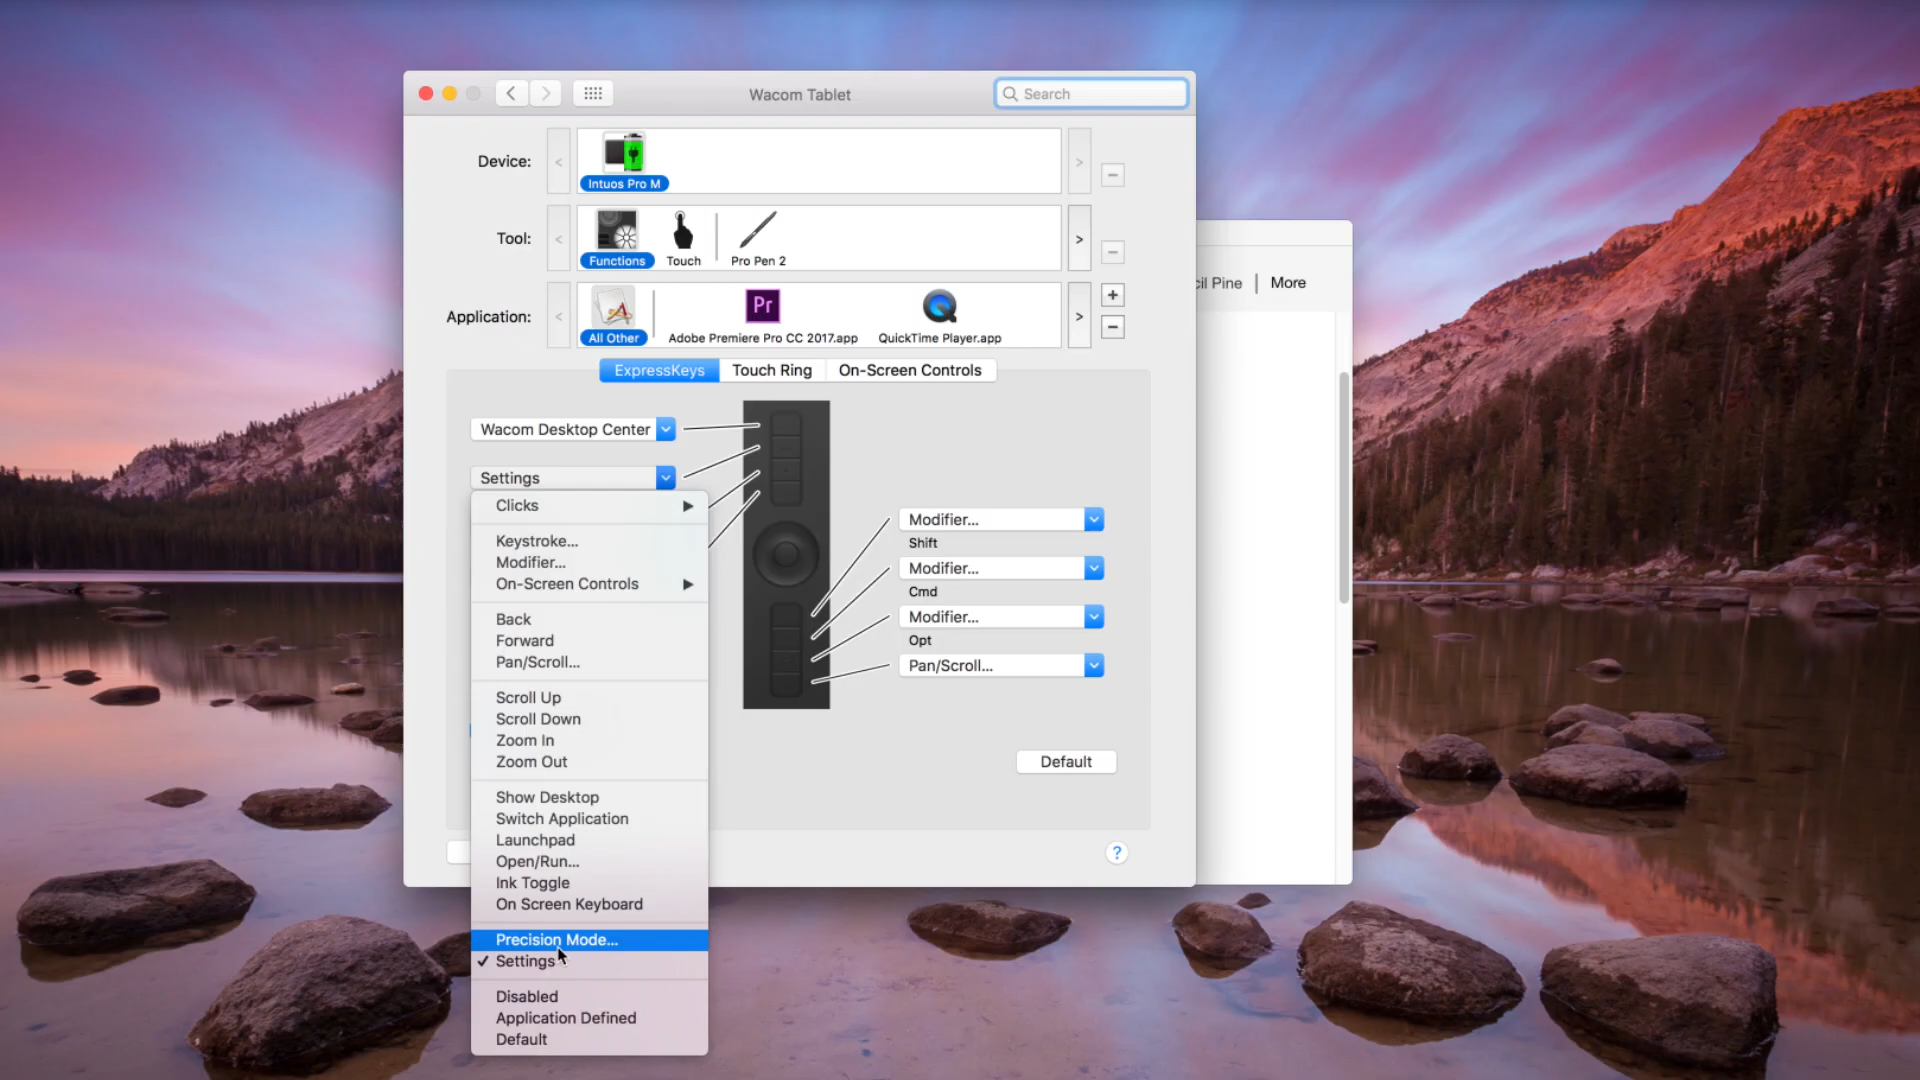 Wacom Tablet
Search
Device:
Intuos Pro M
Tool:
Functions
Touch
Pro Pen 2
Application:
All Other
Pr
Adobe Premiere Pro CC 2017.app
QuickTime Player.app
cil Pine
More
ExpressKeys
Touch Ring
On-Screen Controls
Wacom Desktop Center
Settings
Clicks
Keystroke...
Modifier...
On-Screen Controls
Back
Forward
Pan/Scroll...
Scroll Up
Scroll Down
Zoom In
Zoom Out
Show Desktop
Switch Application
Launchpad
Open/Run...
Ink Toggle
On Screen Keyboard
Precision Mode...
Settings
Disabled
Application Defined
Default
Modifier...
Shift
Modifier...
Cmd
Modifier...
Opt
Pan/Scroll...
Default
?